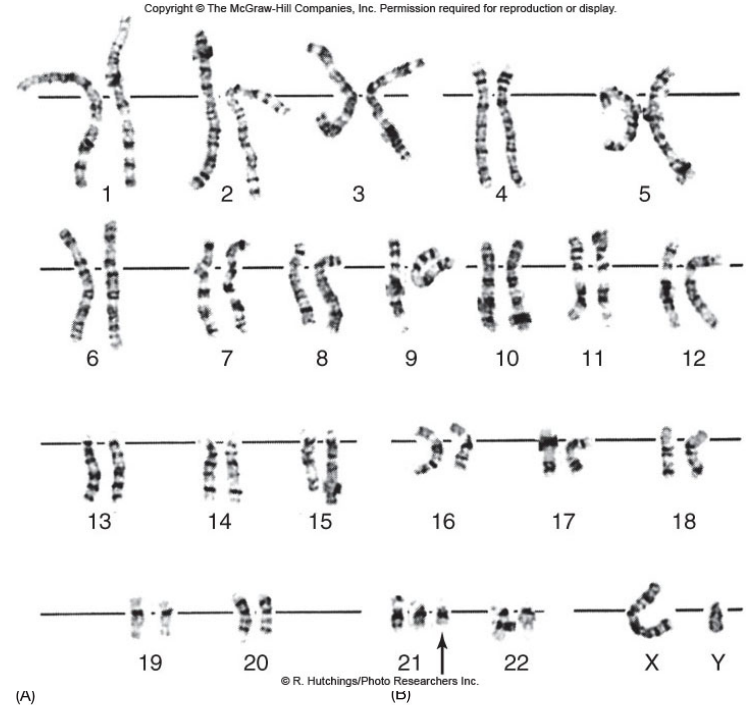 Copyright © The McGraw-Hill Companies, Inc. Permission required for reproduction or display.
1 2 3 4 5
6 7 8 9 10 11 12
13 14 15 16 17 18
19 20 21 22 X Y
© R. Hutchings/Photo Researchers Inc.
(A) (B)